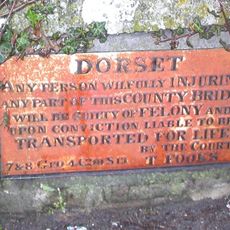 DORSET
ANY PERSON WILFULLY INJURING
ANY PART OF THIS COUNTY BRID
WILL BE GUILTY OF FELONY AND
UPON CONVICTION LIABLE TO BE
TRANSPORTED FOR LIFE
BY THE COURT
7&8 GEO 4 C30 S13 T FOOKS